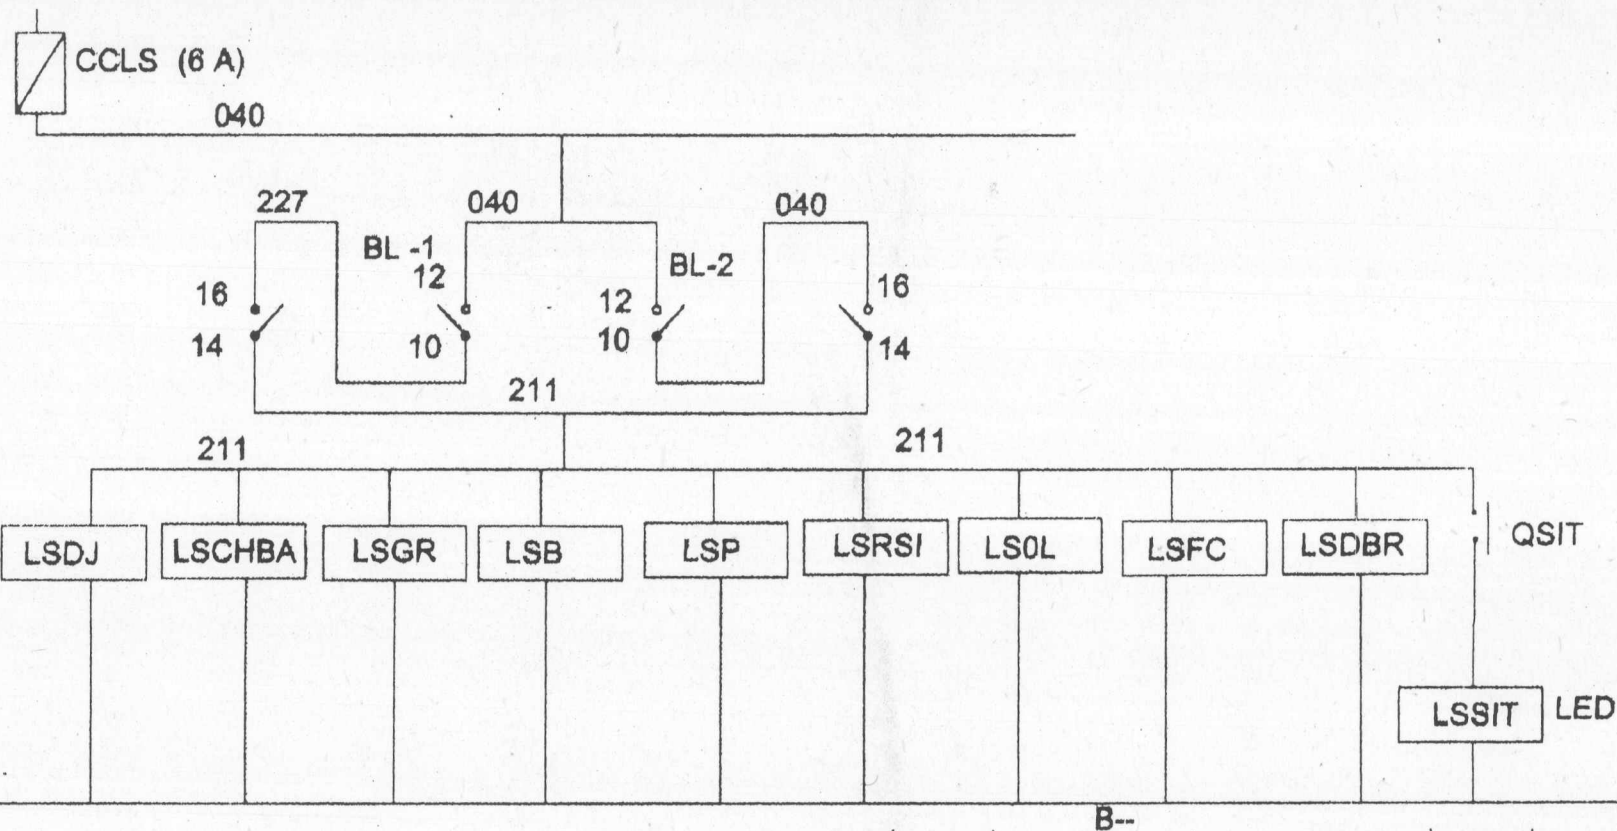 CCLS (6 A)
040
227
040
040
BL -1
BL-2
12
16
12
16
14
10
10
14
211
211
211
LSDJ
LSCHBA
LSGR
LSB
LSP
LSRSI
LS0L
LSFC
LSDBR
QSIT
LSSIT
LED
B--